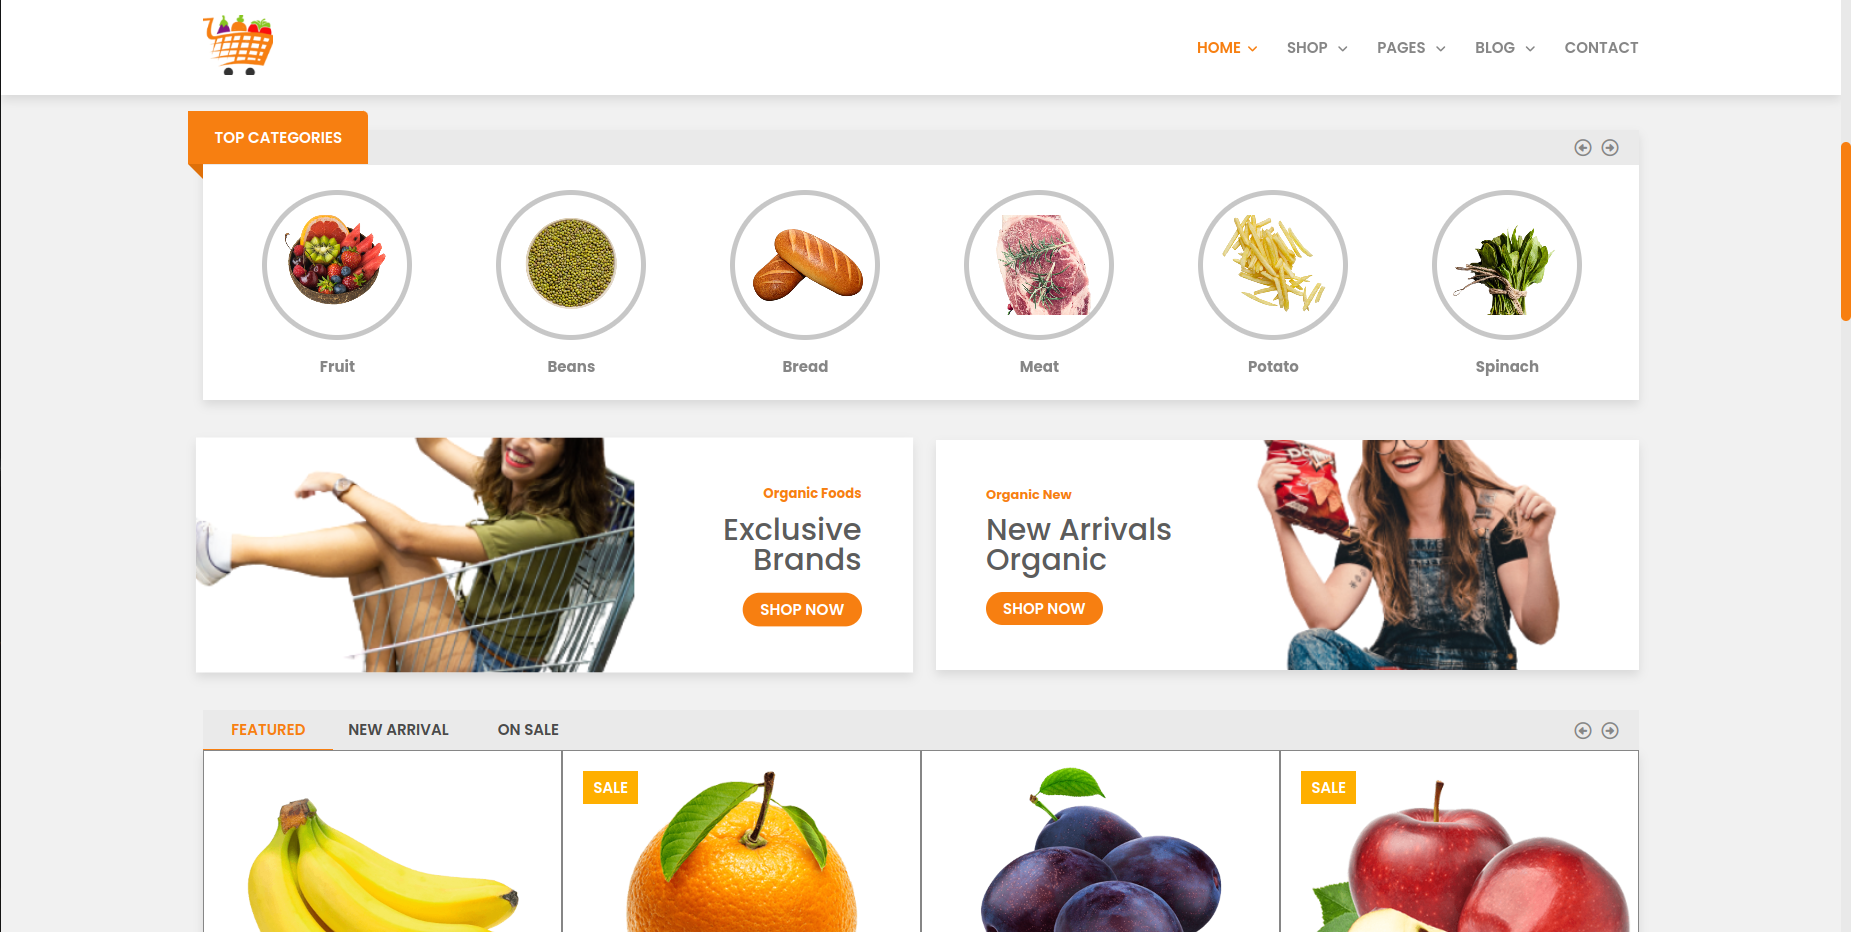 HOME SHOP PAGES BLOG CONTACT
TOP CATEGORIES
Fruit Beans Bread Meat Potato Spinach
Organic Foods
Exclusive
Brands
SHOP NOW
Organic New
New Arrivals
Organic
SHOP NOW
FEATURED NEW ARRIVAL ON SALE
SALE
SALE